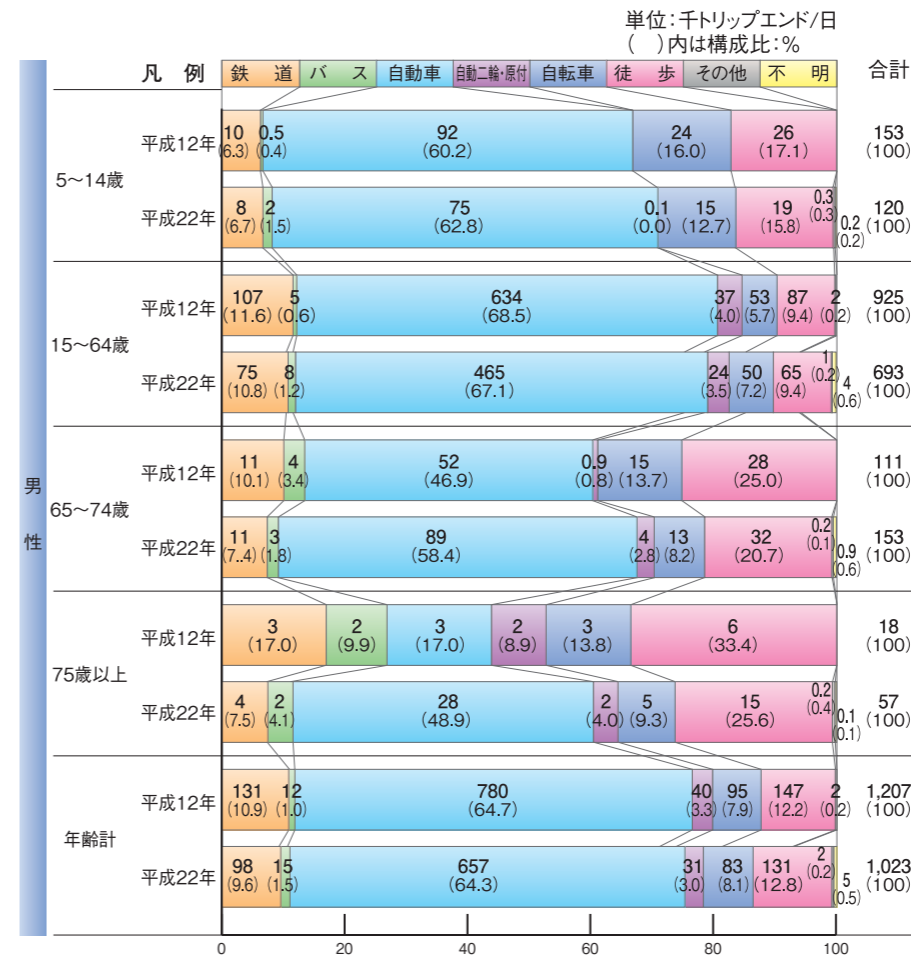 単位：千トリップエンド/日
（　）内は構成比：％
凡　例 鉄　道 バ　ス 自動車 自動二輪・原付 自転車 徒　歩 その他 不　明 合計
男性
5〜14歳
平成12年 10 0.5 92 24 26 153
(6.3) (0.4) (60.2) (16.0) (17.1) (100)
平成22年 8 2 75 0.1 15 19 0.3 0.2 120
(6.7) (1.5) (62.8) (0.0) (12.7) (15.8) (0.3) (0.2) (100)
15〜64歳
平成12年 107 5 634 37 53 87 2 925
(11.6) (0.6) (68.5) (4.0) (5.7) (9.4) (0.2) (100)
平成22年 75 8 465 24 50 65 1 4 693
(10.8) (1.2) (67.1) (3.5) (7.2) (9.4) (0.2) (0.6) (100)
65〜74歳
平成12年 11 4 52 0.9 15 28 111
(10.1) (3.4) (46.9) (0.8) (13.7) (25.0) (100)
平成22年 11 3 89 4 13 32 0.2 0.9 153
(7.4) (1.8) (58.4) (2.8) (8.2) (20.7) (0.1) (0.6) (100)
75歳以上
平成12年 3 2 3 2 3 6 18
(17.0) (9.9) (17.0) (8.9) (13.8) (33.4) (100)
平成22年 4 2 28 2 5 15 0.2 0.1 57
(7.5) (4.1) (48.9) (4.0) (9.3) (25.6) (0.4) (0.1) (100)
年齢計
平成12年 131 12 780 40 95 147 2 1,207
(10.9) (1.0) (64.7) (3.3) (7.9) (12.2) (0.2) (100)
平成22年 98 15 657 31 83 131 2 5 1,023
(9.6) (1.5) (64.3) (3.0) (8.1) (12.8) (0.2) (0.5) (100)
0 20 40 60 80 100